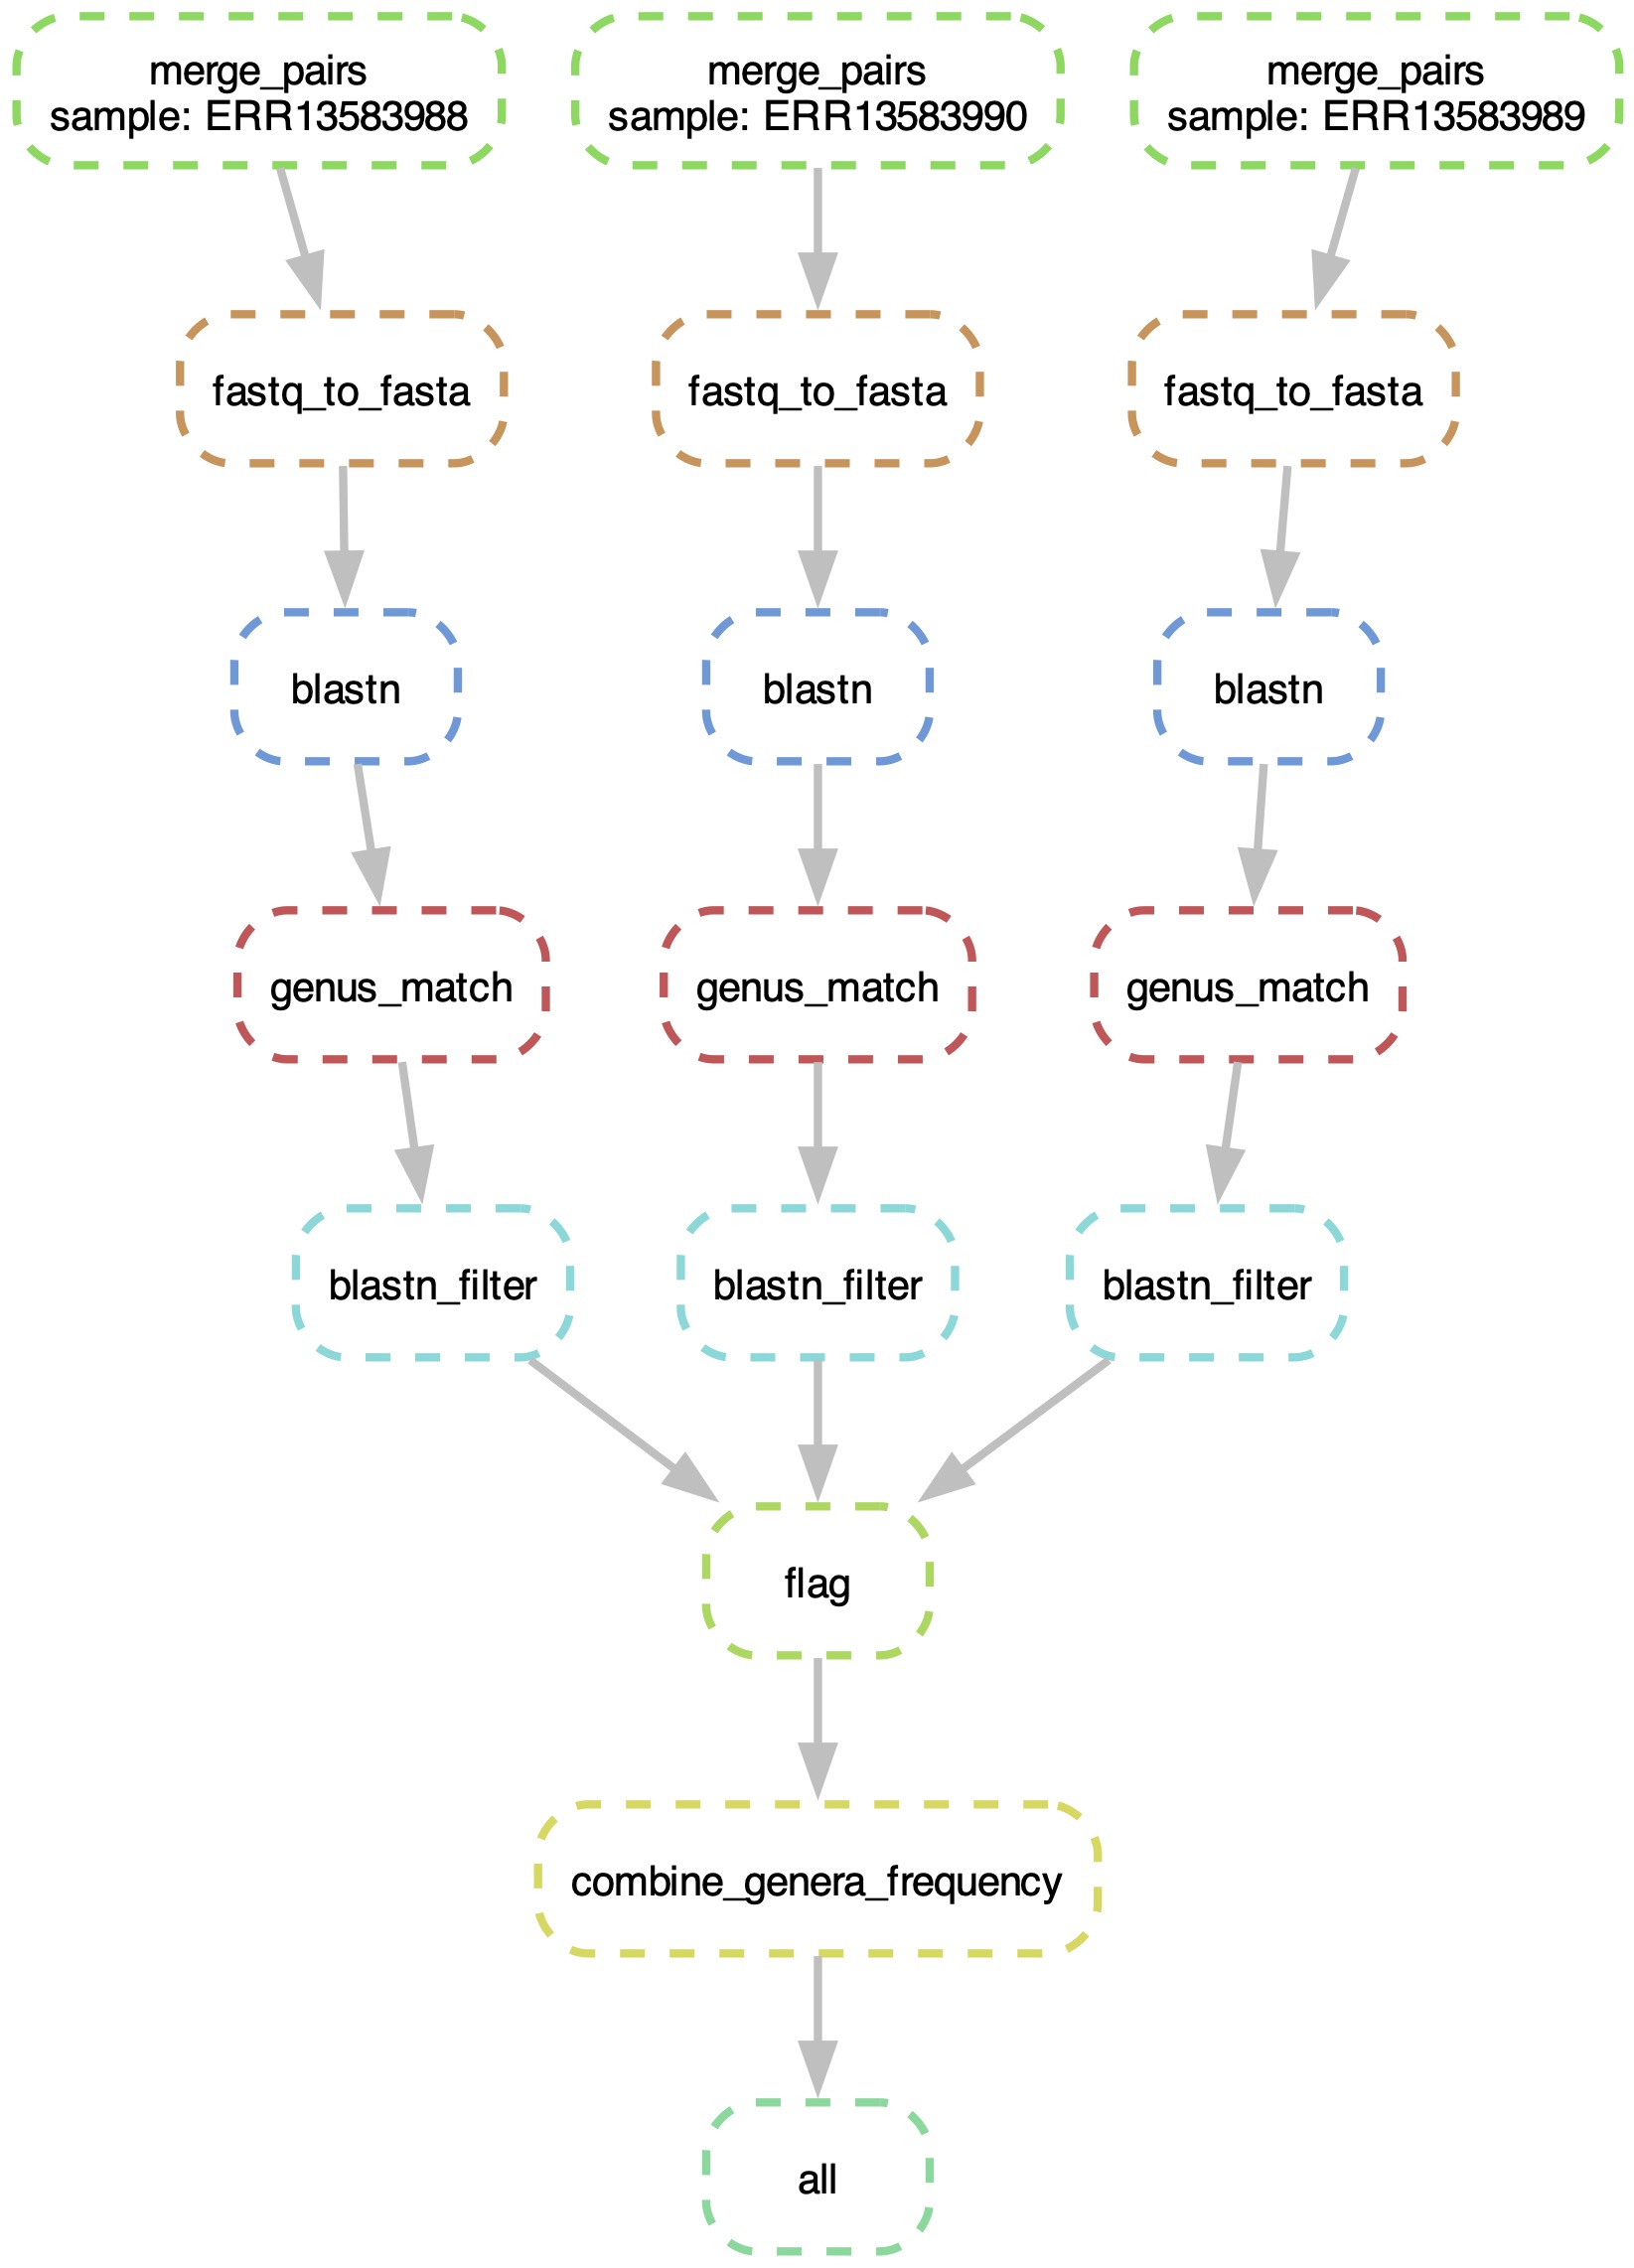 merge_pairs
sample: ERR13583988
merge_pairs
sample: ERR13583990
merge_pairs
sample: ERR13583989
fastq_to_fasta
fastq_to_fasta
fastq_to_fasta
blastn
blastn
blastn
genus_match
genus_match
genus_match
blastn_filter
blastn_filter
blastn_filter
flag
combine_genera_frequency
all